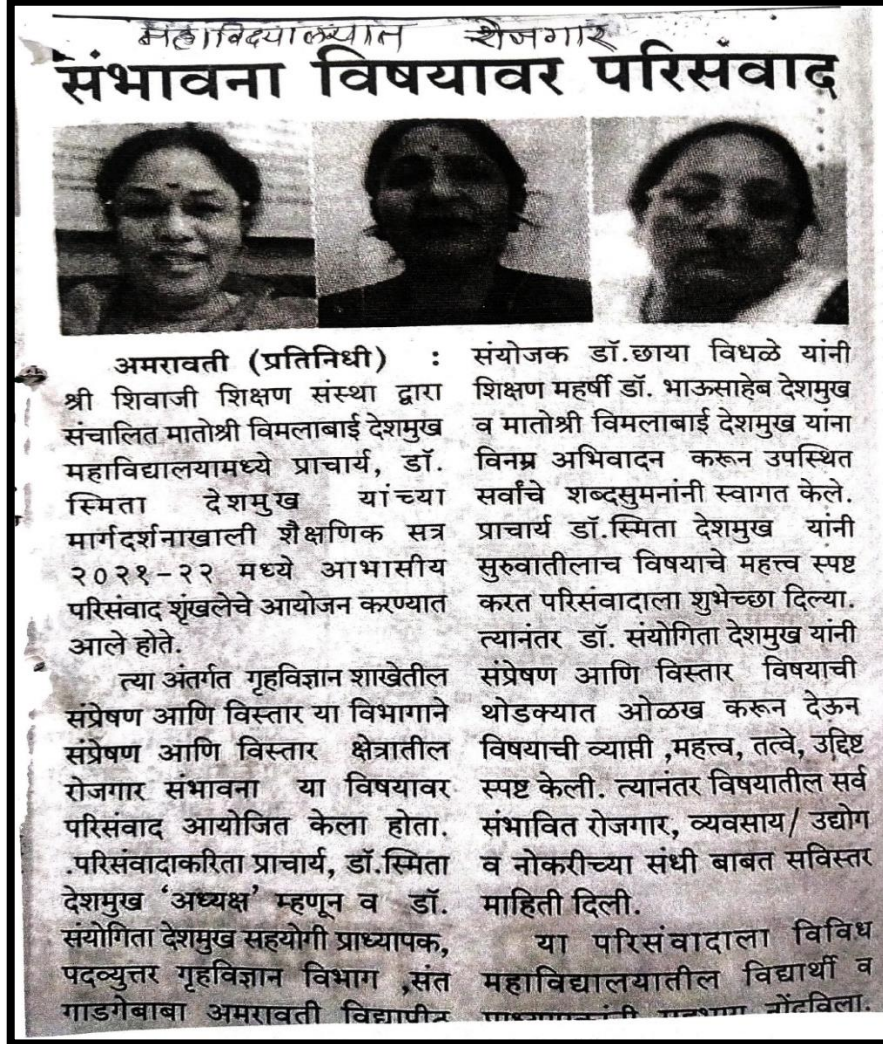 महाविद्यालयात रोजगार
संभावना विषयावर परिसंवाद
अमरावती (प्रतिनिधी) :
श्री शिवाजी शिक्षण संस्था द्वारा
संचालित मातोश्री विमलाबाई देशमुख
महाविद्यालयामध्ये प्राचार्य, डॉ.
स्मिता देशमुख यांच्या
मार्गदर्शनाखाली शैक्षणिक सत्र
२०२१-२२ मध्ये आभासीय
परिसंवाद शृंखलेचे आयोजन करण्यात
आले होते.
त्या अंतर्गत गृहविज्ञान शाखेतील
संप्रेषण आणि विस्तार या विभागाने
संप्रेषण आणि विस्तार क्षेत्रातील
रोजगार संभावना या विषयावर
परिसंवाद आयोजित केला होता.
.परिसंवादाकरिता प्राचार्य, डॉ.स्मिता
देशमुख ‘अध्यक्ष’ म्हणून व डॉ.
संयोगिता देशमुख सहयोगी प्राध्यापक,
पदव्युत्तर गृहविज्ञान विभाग ,संत
गाडगेबाबा अमरावती विद्यापीठ
संयोजक डॉ.छाया विधळे यांनी
शिक्षण महर्षी डॉ. भाऊसाहेब देशमुख
व मातोश्री विमलाबाई देशमुख यांना
विनम्र अभिवादन करून उपस्थित
सर्वांचे शब्दसुमनांनी स्वागत केले.
प्राचार्य डॉ.स्मिता देशमुख यांनी
सुरुवातीलाच विषयाचे महत्त्व स्पष्ट
करत परिसंवादाला शुभेच्छा दिल्या.
त्यानंतर डॉ. संयोगिता देशमुख यांनी
संप्रेषण आणि विस्तार विषयाची
थोडक्यात ओळख करून देऊन
विषयाची व्याप्ती ,महत्त्व, तत्वे, उद्दिष्ट
स्पष्ट केली. त्यानंतर विषयातील सर्व
संभावित रोजगार, व्यवसाय/ उद्योग
व नोकरीच्या संधी बाबत सविस्तर
माहिती दिली.
या परिसंवादाला विविध
महाविद्यालयातील विद्यार्थी व
नोंदविला.